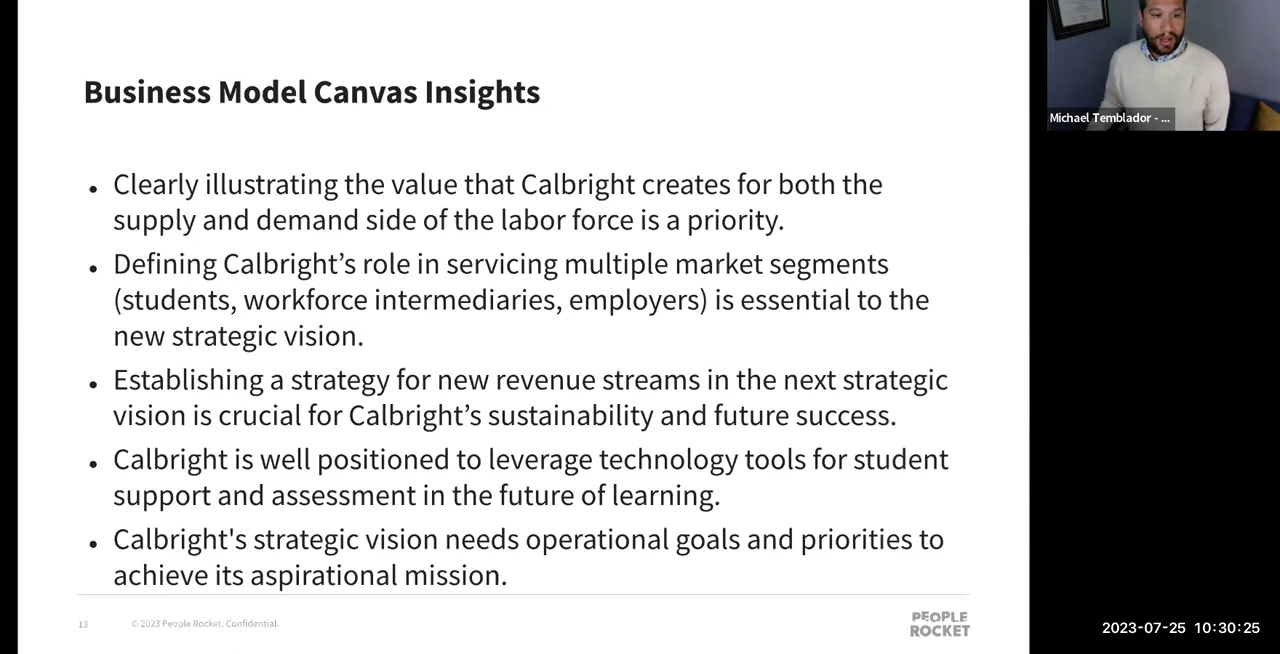 Business Model Canvas Insights
• Clearly illustrating the value that Calbright creates for both the
supply and demand side of the labor force is a priority.
• Defining Calbright’s role in servicing multiple market segments
(students, workforce intermediaries, employers) is essential to the
new strategic vision.
• Establishing a strategy for new revenue streams in the next strategic
vision is crucial for Calbright’s sustainability and future success.
• Calbright is well positioned to leverage technology tools for student
support and assessment in the future of learning.
• Calbright's strategic vision needs operational goals and priorities to
achieve its aspirational mission.
13
© 2023 People Rocket. Confidential.
PEOPLE
ROCKET
Michael Temblador - ...
2023-07-25 10:30:25